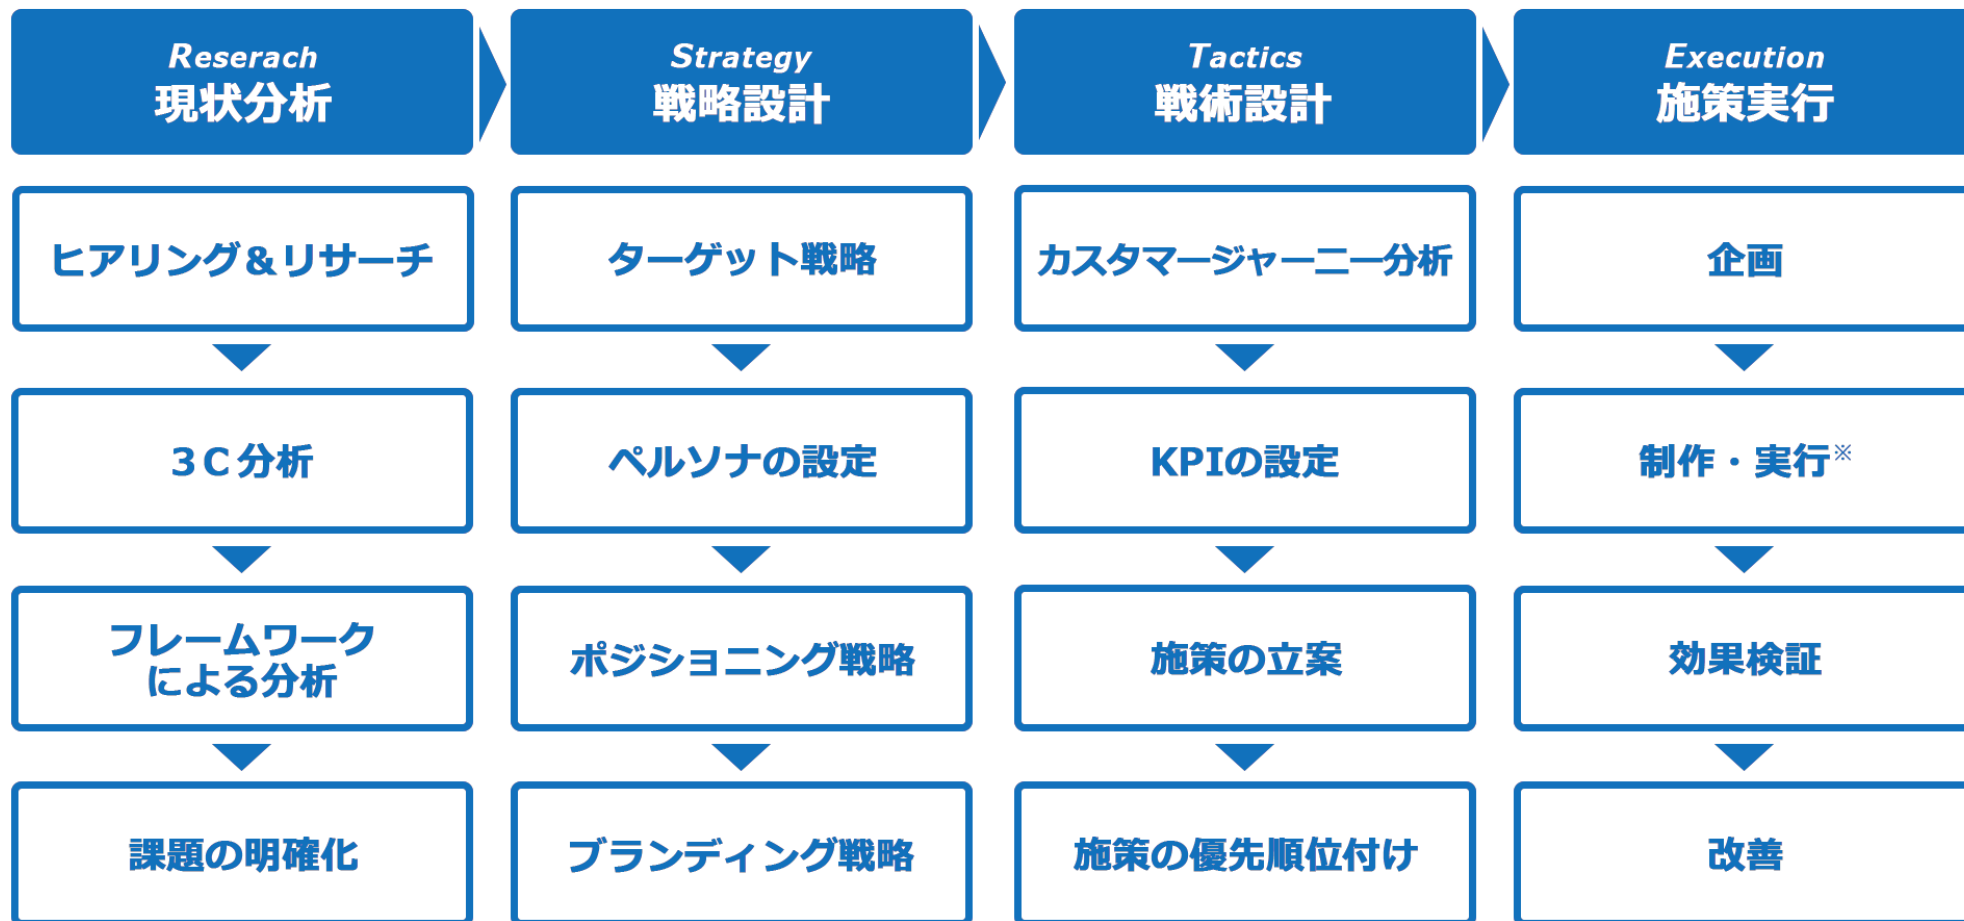 Reserach
現状分析
Strategy
戦略設計
Tactics
戦術設計
Execution
施策実行
ヒアリング＆リサーチ
ターゲット戦略
カスタマージャーニー分析
企画
3C分析
ペルソナの設定
KPIの設定
制作・実行※
フレームワーク
による分析
ポジショニング戦略
施策の立案
効果検証
課題の明確化
ブランディング戦略
施策の優先順位付け
改善